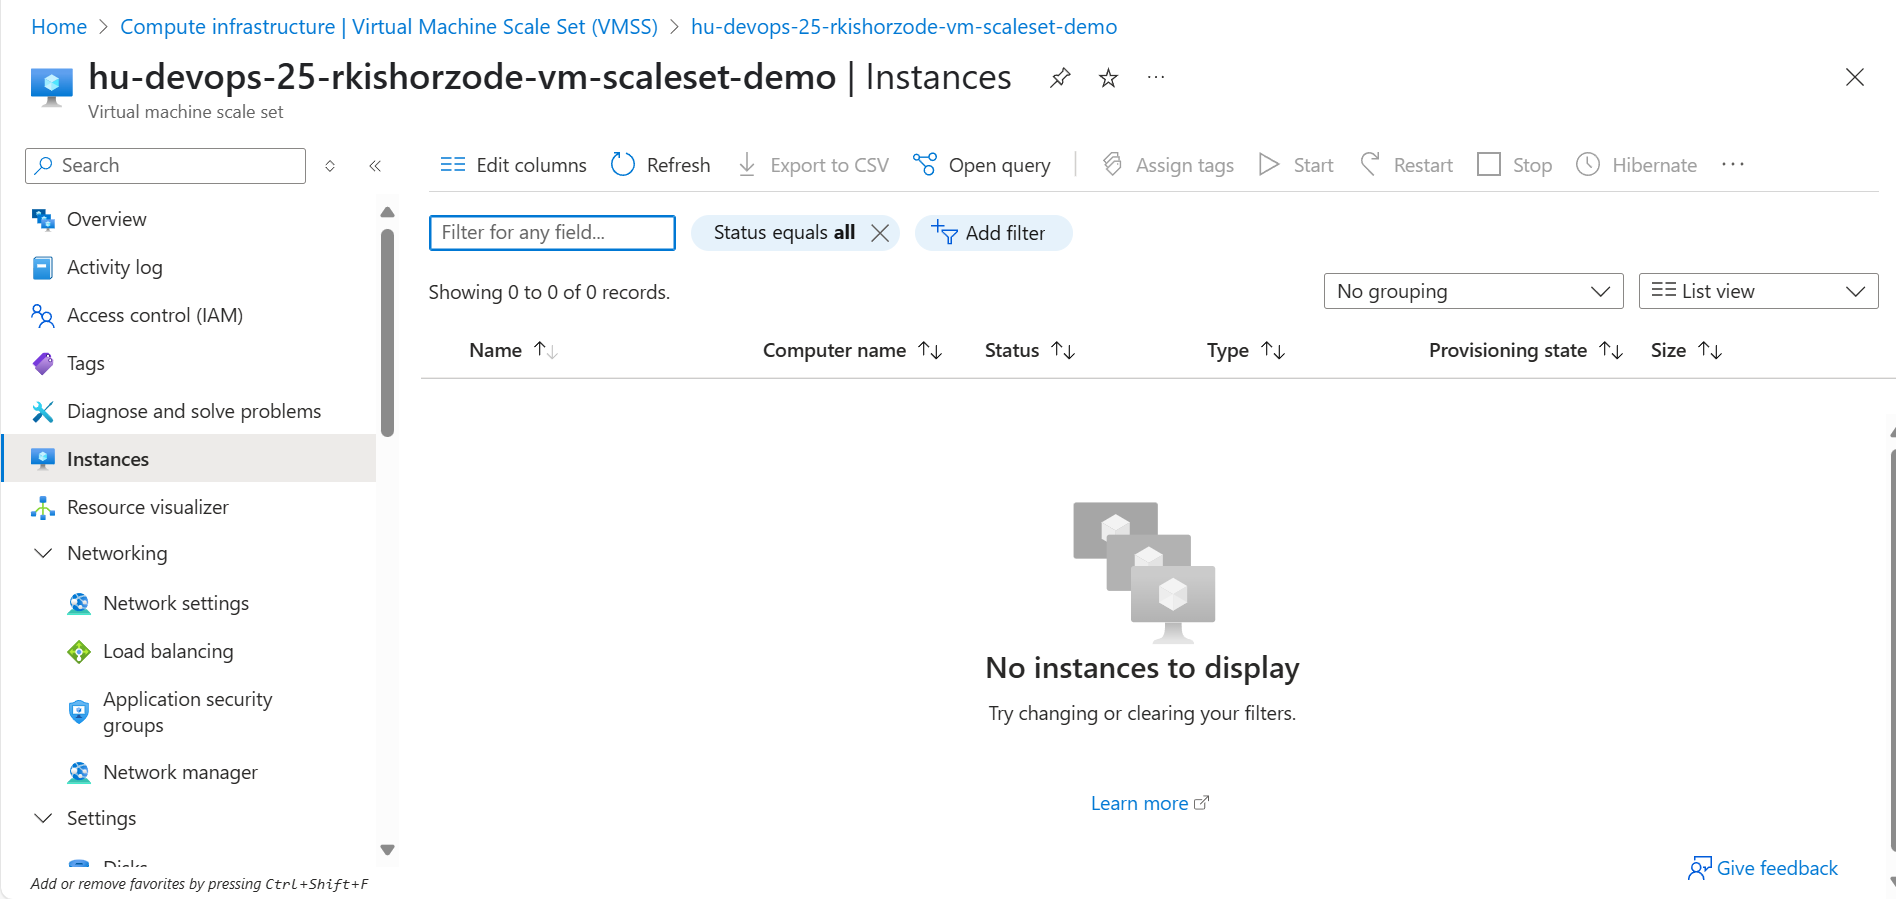 Home > Compute infrastructure | Virtual Machine Scale Set (VMSS) > hu-devops-25-rkishorzode-vm-scaleset-demo
hu-devops-25-rkishorzode-vm-scaleset-demo | Instances
Virtual machine scale set
Search
Edit columns
Refresh
Export to CSV
Open query
Assign tags
Start
Restart
Stop
Hibernate
Overview
Activity log
Access control (IAM)
Tags
Diagnose and solve problems
Instances
Resource visualizer
Networking
Network settings
Load balancing
Application security
groups
Network manager
Settings
Disks
Add or remove favorites by pressing Ctrl+Shift+F
Filter for any field...
Status equals all
Add filter
Showing 0 to 0 of 0 records.
No grouping
List view
Name
Computer name
Status
Type
Provisioning state
Size
No instances to display
Try changing or clearing your filters.
Learn more
Give feedback